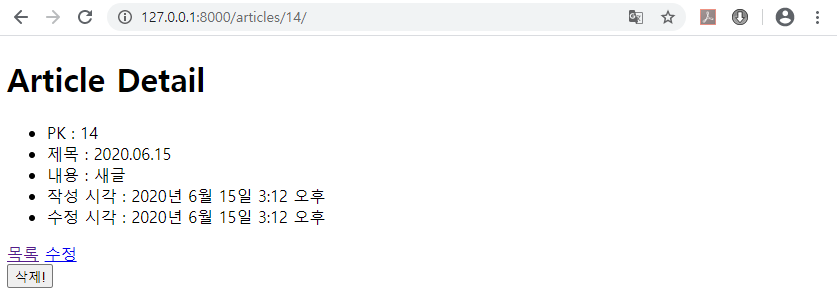 127.0.0.1:8000/articles/14/
Article Detail
PK : 14
제목 : 2020.06.15
내용 : 새글
작성 시각 : 2020년 6월 15일 3:12 오후
수정 시각 : 2020년 6월 15일 3:12 오후
목록 수정
삭제!